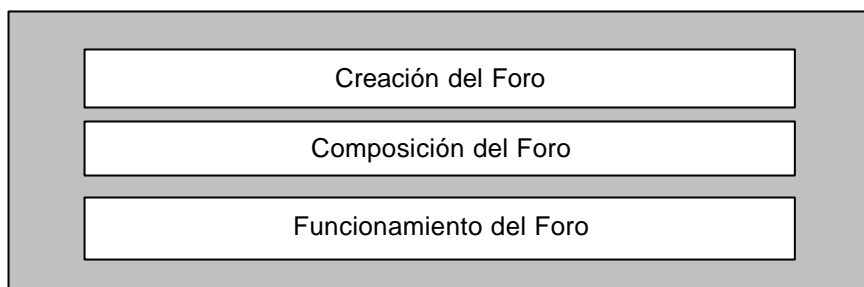 Creación del Foro
Composición del Foro
Funcionamiento del Foro